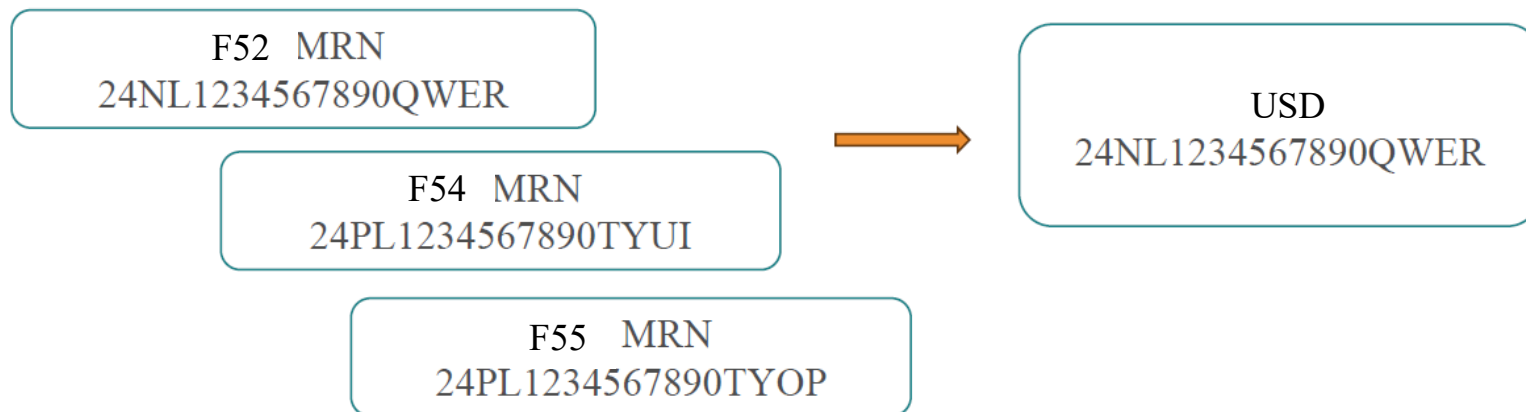 F52 MRN
24NL1234567890QWER
F54 MRN
24PL1234567890TYUI
F55 MRN
24PL1234567890TYOP
USD
24NL1234567890QWER